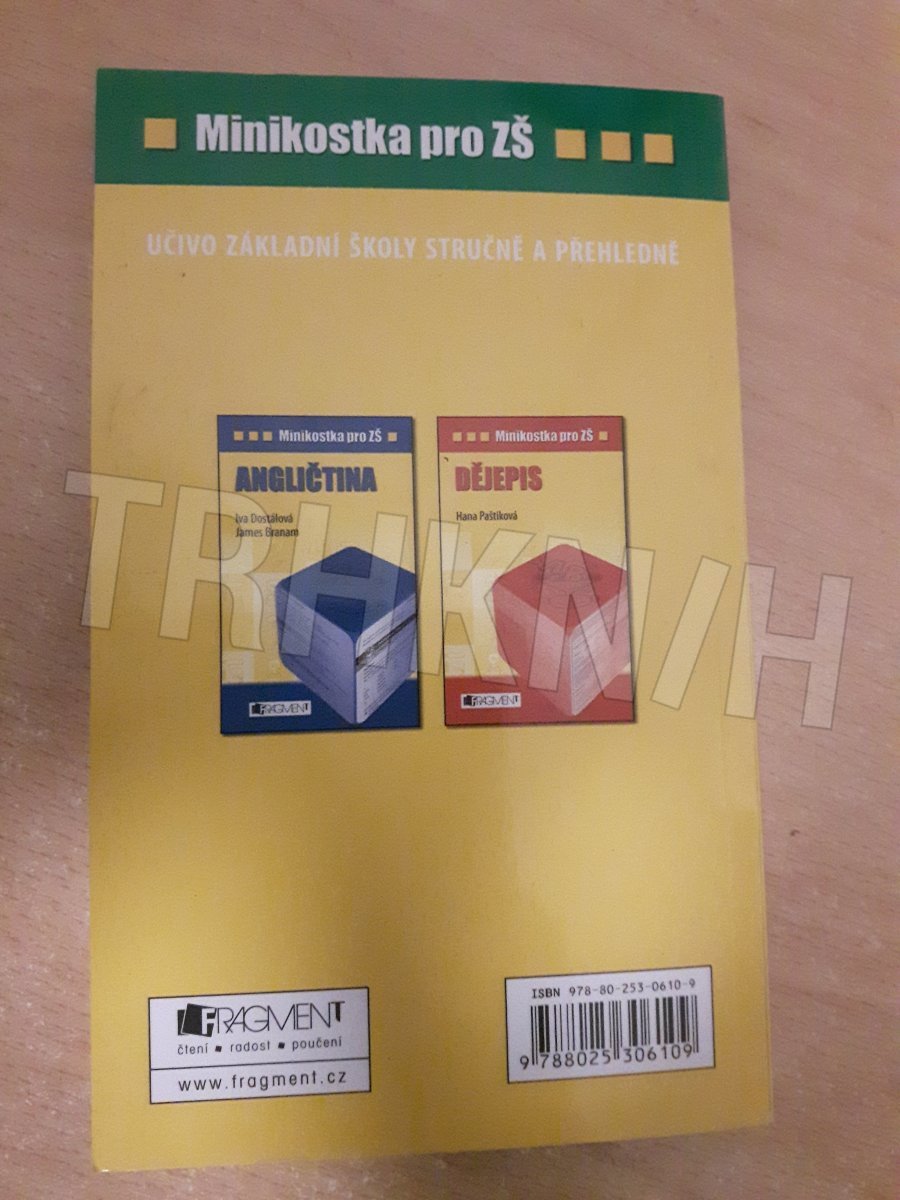 Minikostka pro ZŠ
UČIVO ZÁKLADNÍ ŠKOLY STRUČNĚ A PŘEHLEDNĚ
Minikostka pro ZŠ
ANGLIČTINA
Iva Dostálová
James Branam
FRAGMENT
Minikostka pro ZŠ
DĚJEPIS
Hana Paštiková
FRAGMENT
TRHKNIH
FRAGMENT
čtení ▪ radost ▪ poučení
www.fragment.cz
ISBN 978-80-253-0610-9
9 788025 306109